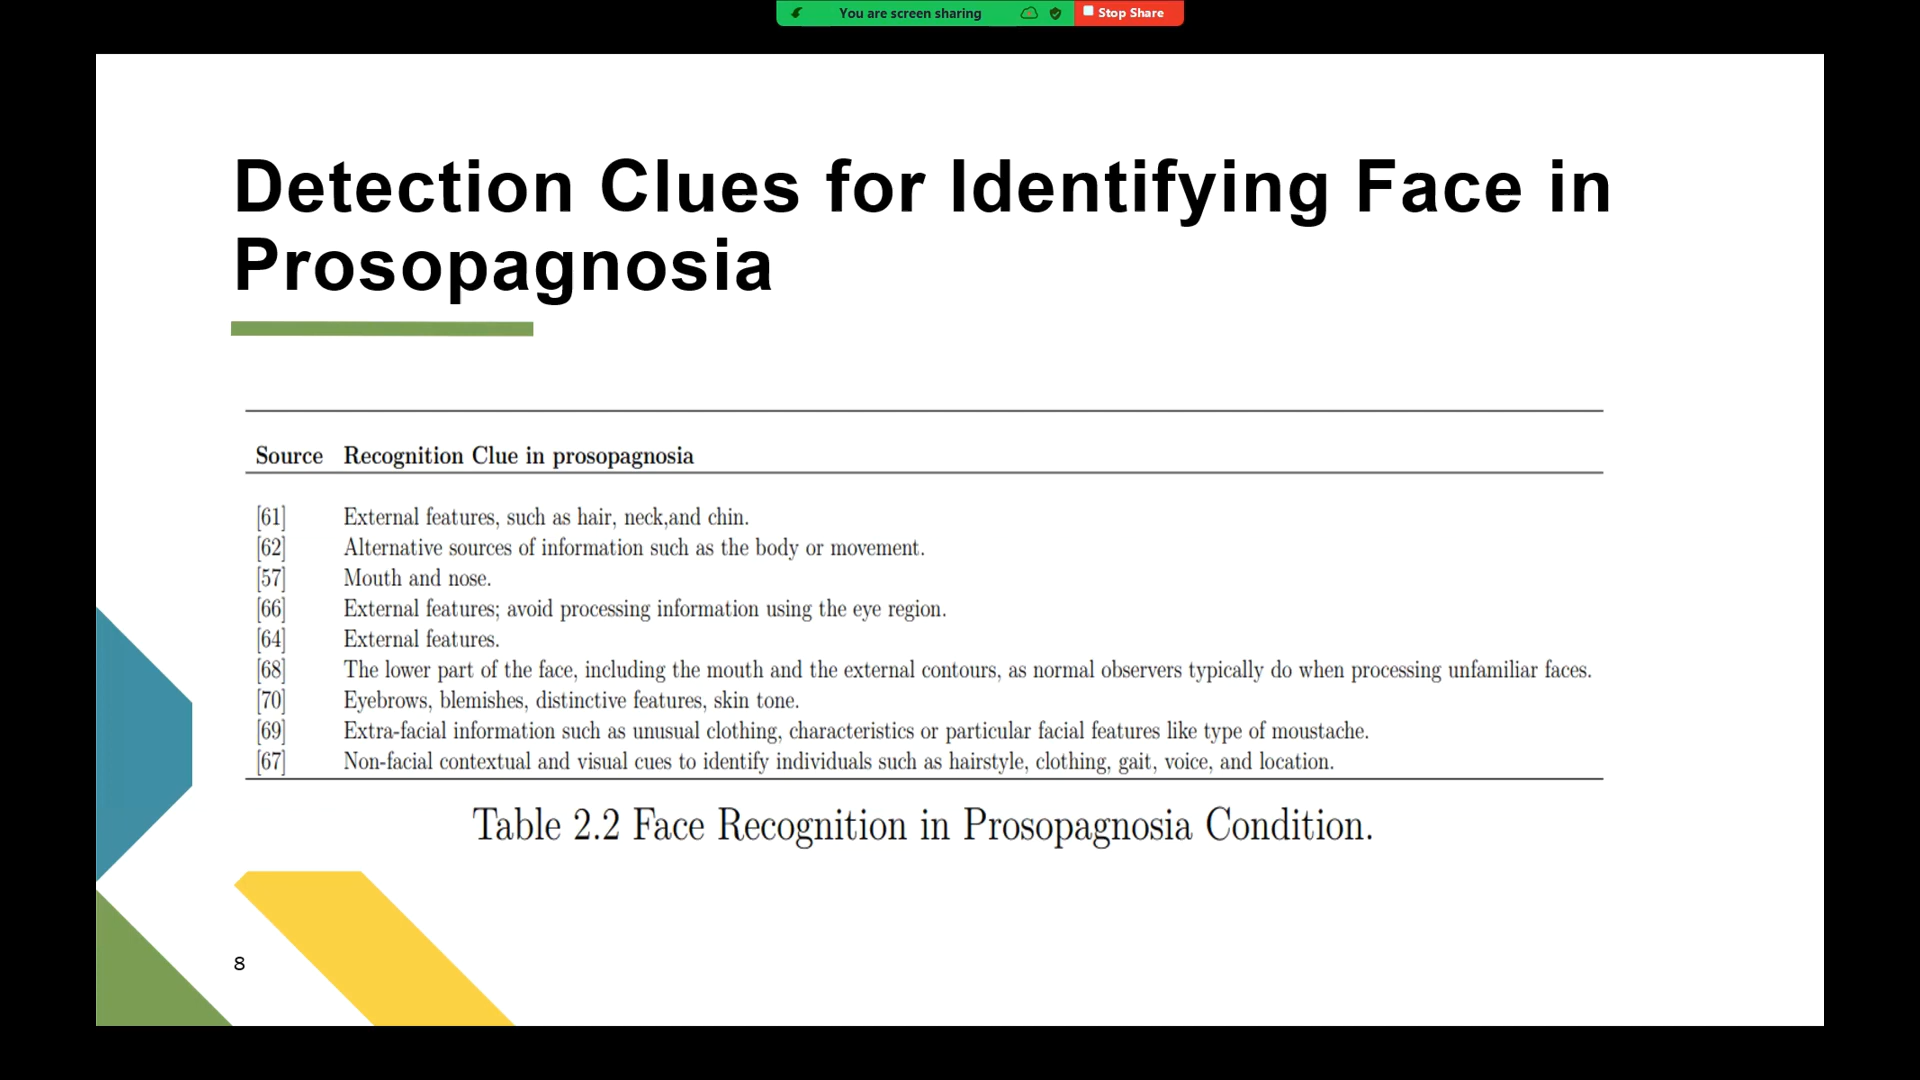 You are screen sharing
Stop Share
Detection Clues for Identifying Face in
Prosopagnosia
Source Recognition Clue in prosopagnosia
[61] External features, such as hair, neck,and chin.
[62] Alternative sources of information such as the body or movement.
[57] Mouth and nose.
[66] External features; avoid processing information using the eye region.
[64] External features.
[68] The lower part of the face, including the mouth and the external contours, as normal observers typically do when processing unfamiliar faces.
[70] Eyebrows, blemishes, distinctive features, skin tone.
[69] Extra-facial information such as unusual clothing, characteristics or particular facial features like type of moustache.
[67] Non-facial contextual and visual cues to identify individuals such as hairstyle, clothing, gait, voice, and location.
Table 2.2 Face Recognition in Prosopagnosia Condition.
8